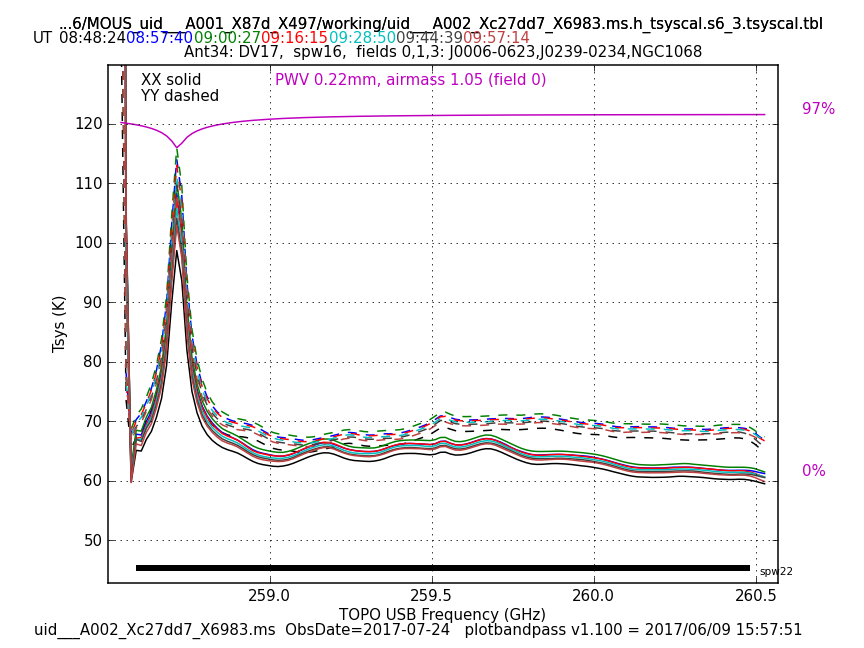 ...6/MOUS_uid___A001_X87d_X497/working/uid___A002_Xc27dd7_X6983.ms.h_tsyscal.s6_3.tsyscal.tbl
UT 08:48:24 08:57:40 09:00:27 09:16:15 09:28:50 09:44:39 09:57:14
Ant34: DV17, spw16, fields 0,1,3: J0006-0623,J0239-0234,NGC1068
XX solid
PWV 0.22mm, airmass 1.05 (field 0)
YY dashed
97%
120
110
100
90
80
70
60
50
Tsys (K)
0%
spw22
259.0 259.5 260.0 260.5
TOPO USB Frequency (GHz)
uid___A002_Xc27dd7_X6983.ms ObsDate=2017-07-24 plotbandpass v1.100 = 2017/06/09 15:57:51